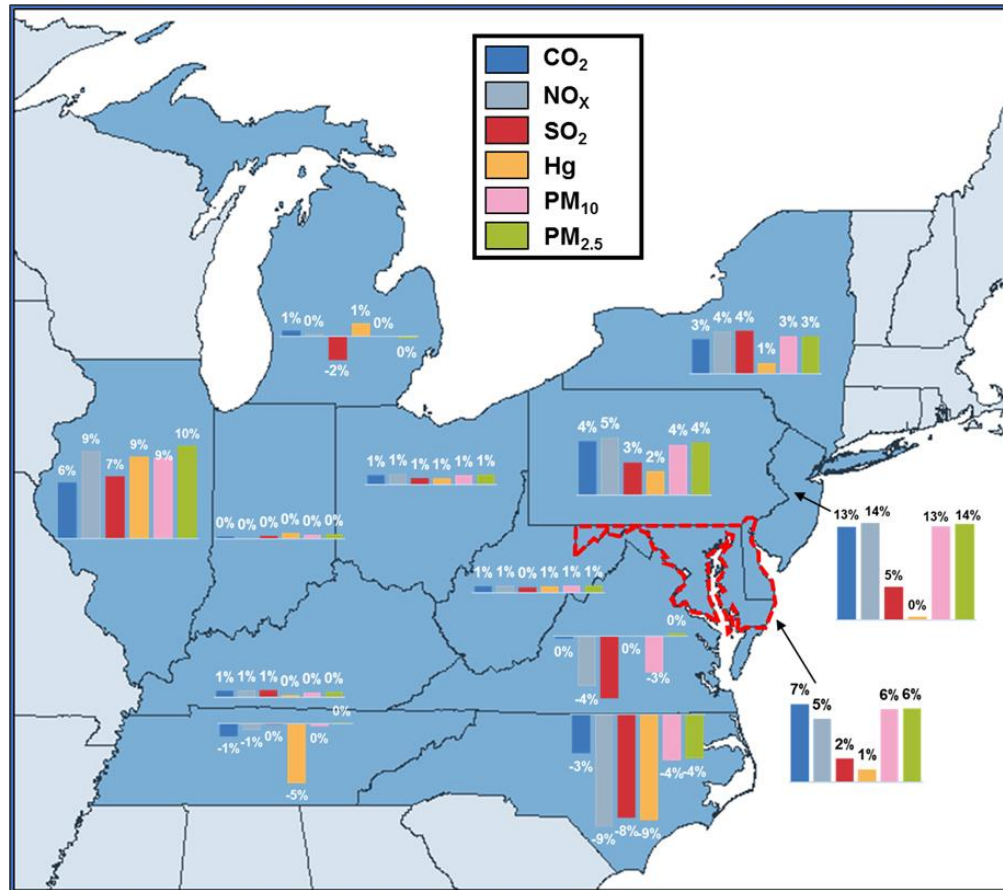 CO₂
NOₓ
SO₂
Hg
PM₁₀
PM₂.₅
1% 0% 1% 0%
-2% 0%
3% 4% 4% 1% 3% 3%
6% 9% 7% 9% 9% 10%
4% 5% 3% 2% 4% 4%
1% 1% 1% 1% 1% 1%
0% 0% 0% 0% 0% 0%
13% 14% 5% 0% 13% 14%
1% 1% 0% 1% 1% 1%
0% -4% 0% -3% 0%
1% 1% 1% 0% 0% 0%
7% 5% 2% 1% 6% 6%
-1% -1% 0% -5% 0% 0%
-3% -9% -8% -9% -4% -4%